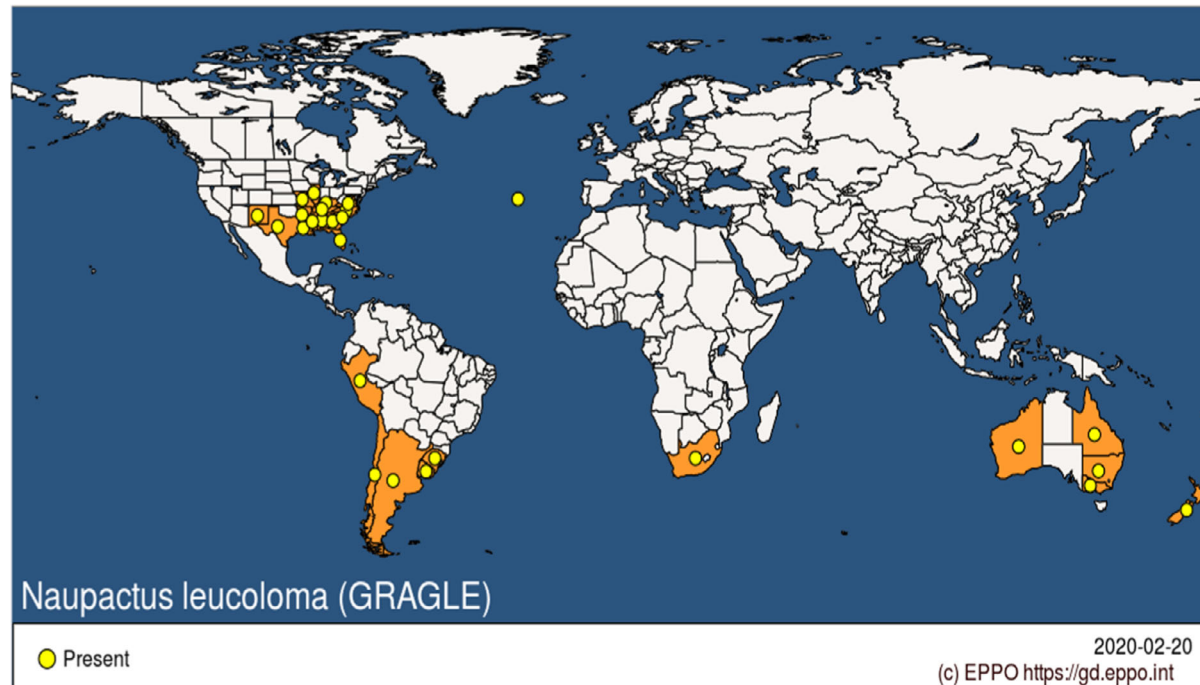 Naupactus leucoloma (GRAGLE)
Present
2020-02-20
(c) EPPO https://gd.eppo.int